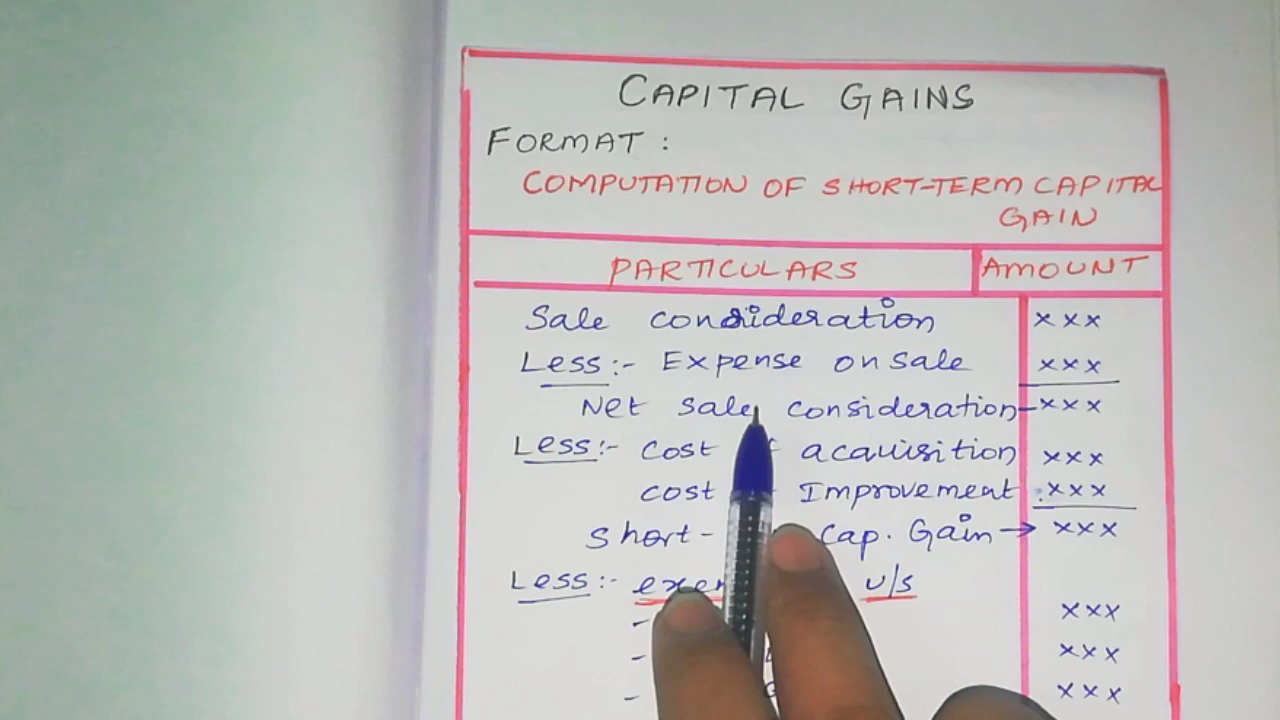 CAPITAL GAINS
FORMAT :
COMPUTATION OF SHORT-TERM CAPITAL
GAIN
PARTICULARS AMOUNT
Sale consideration xxx
Less:- Expense on sale xxx
Net sale consideration xxx
Less:- cost acquisition xxx
cost Improvement xxx
Short- Cap. Gain → xxx
Less:- u/s
- xxx
- xxx
- xxx